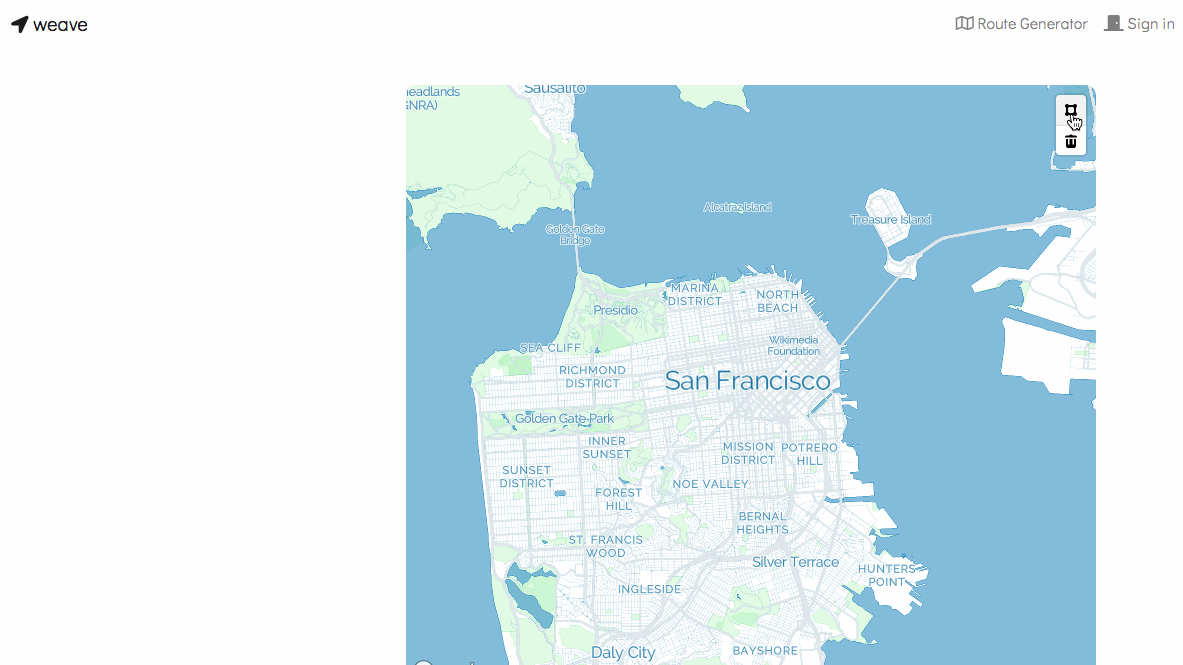 weave
Route Generator
Sign in
eadlands
GNRA)
Sausalito
Alcatraz Island
Treasure Island
Golden Gate
Bridge
MARINA
DISTRICT
NORTH
BEACH
Presidio
Wikimedia
Foundation
SEA CLIFF
RICHMOND
DISTRICT
San Francisco
Golden Gate Park
INNER
SUNSET
MISSION
DISTRICT
POTRERO
HILL
SUNSET
DISTRICT
NOE VALLEY
FOREST
HILL
BERNAL
HEIGHTS
ST. FRANCIS
WOOD
Silver Terrace
HUNTERS
POINT
INGLESIDE
Daly City
BAYSHORE